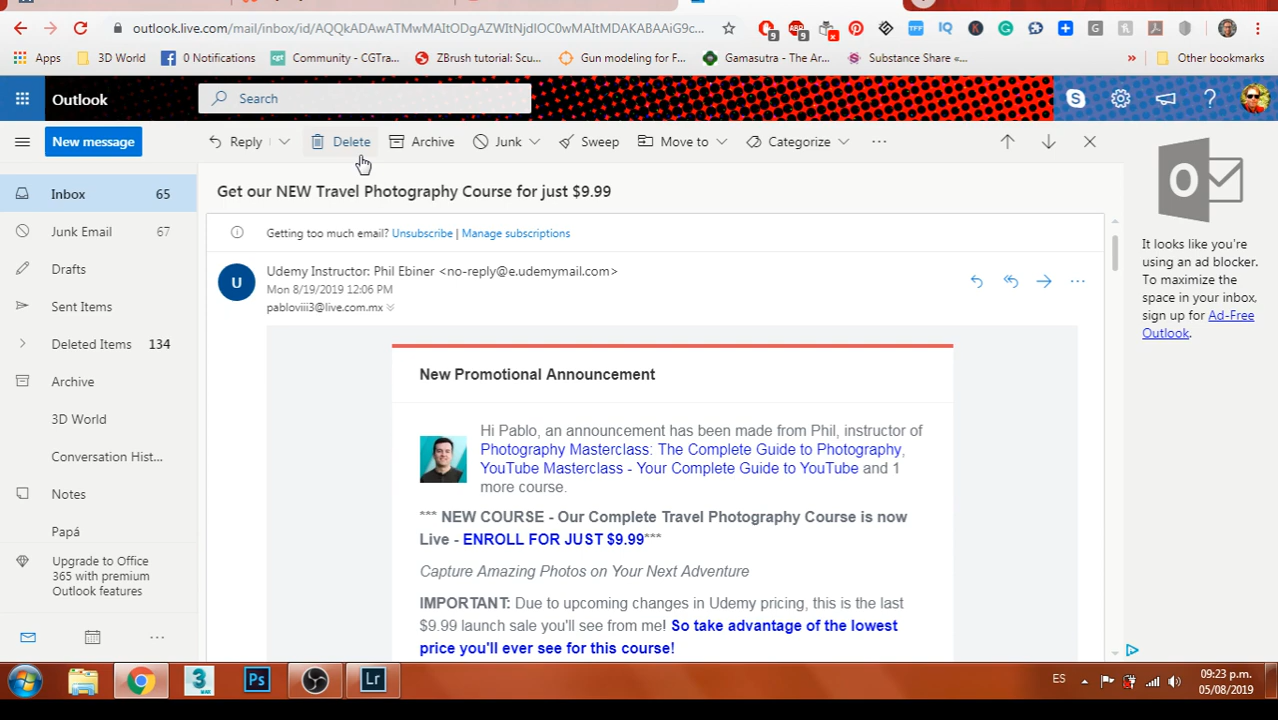 outlook.live.com/mail/inbox/id/AQQkADAwATMwMAItODgAZWItNjdlOC0wMAItMDAKABAAiG9c...
9
9
Apps
3D World
0 Notifications
Community - CGTra...
ZBrush tutorial: Scu...
Gun modeling for F...
Gamasutra - The Ar...
Substance Share «...
»
Other bookmarks
Outlook
Search
New message
Reply
Delete
Archive
Junk
Sweep
Move to
Categorize
...
Get our NEW Travel Photography Course for just $9.99
Inbox 65
Junk Email 67
Drafts
Sent Items
Deleted Items 134
Archive
3D World
Conversation Hist...
Notes
Papá
Upgrade to Office
365 with premium
Outlook features
Getting too much email? Unsubscribe | Manage subscriptions
U
Udemy Instructor: Phil Ebiner <no-reply@e.udemymail.com>
Mon 8/19/2019 12:06 PM
pabloviii3@live.com.mx
New Promotional Announcement
Hi Pablo, an announcement has been made from Phil, instructor of
Photography Masterclass: The Complete Guide to Photography,
YouTube Masterclass - Your Complete Guide to YouTube and 1
more course.
*** NEW COURSE - Our Complete Travel Photography Course is now
Live - ENROLL FOR JUST $9.99***
Capture Amazing Photos on Your Next Adventure
IMPORTANT: Due to upcoming changes in Udemy pricing, this is the last
$9.99 launch sale you'll see from me! So take advantage of the lowest
price you'll ever see for this course!
It looks like you're
using an ad blocker.
To maximize the
space in your inbox,
sign up for Ad-Free
Outlook.
Ps
Lr
ES
09:23 p.m.
05/08/2019